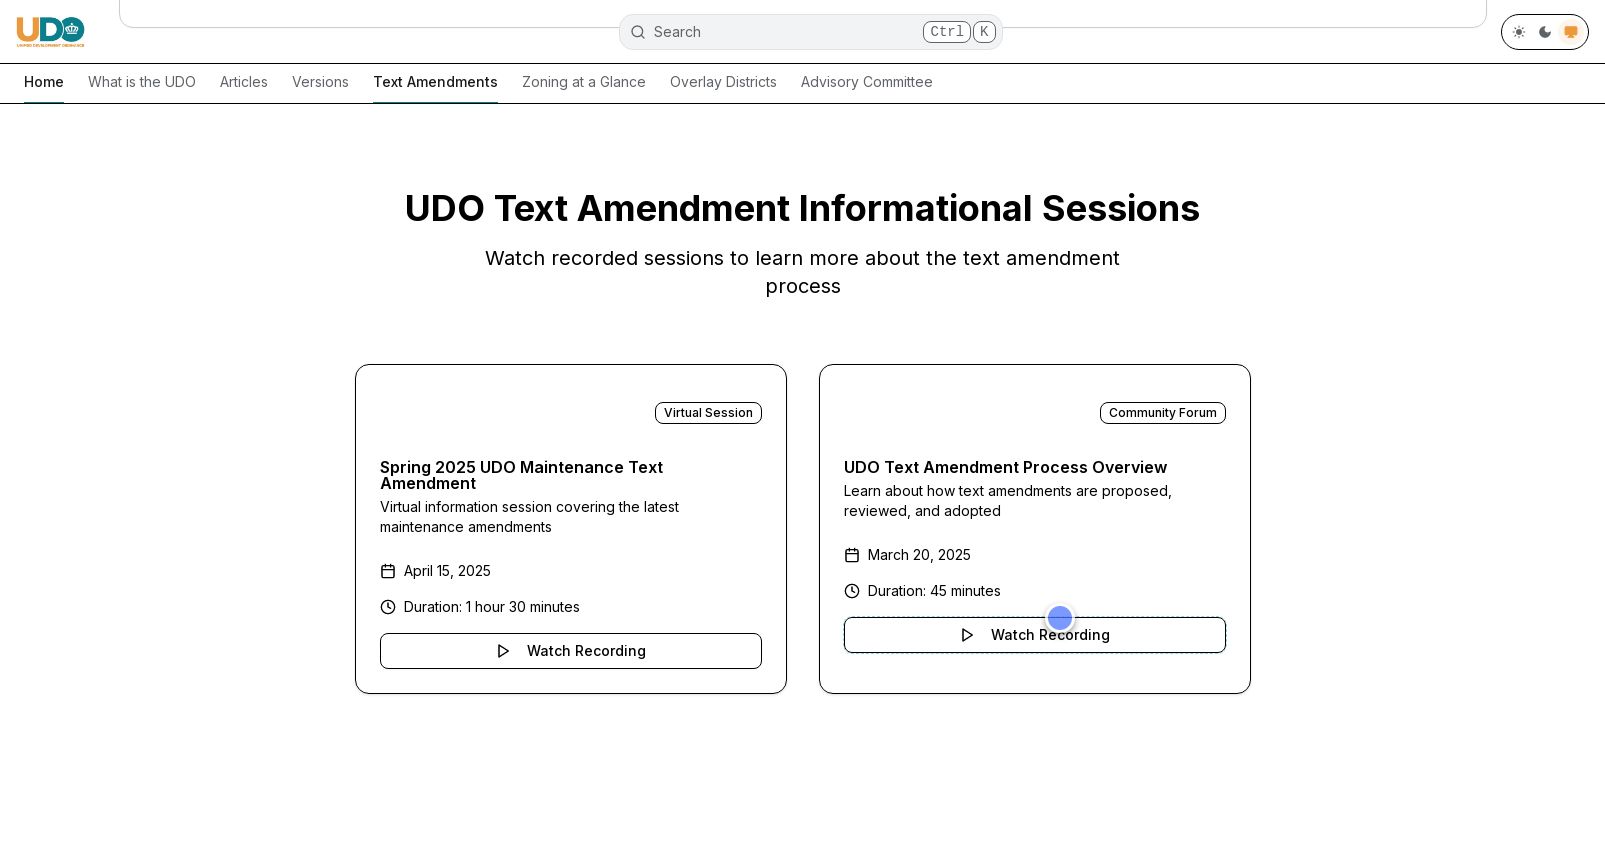 UDO
UNIFIED DEVELOPMENT ORDINANCE
Search
Ctrl K
Home What is the UDO Articles Versions Text Amendments Zoning at a Glance Overlay Districts Advisory Committee
UDO Text Amendment Informational Sessions
Watch recorded sessions to learn more about the text amendment
process
Virtual Session
Spring 2025 UDO Maintenance Text
Amendment
Virtual information session covering the latest
maintenance amendments
April 15, 2025
Duration: 1 hour 30 minutes
Watch Recording
Community Forum
UDO Text Amendment Process Overview
Learn about how text amendments are proposed,
reviewed, and adopted
March 20, 2025
Duration: 45 minutes
Watch Recording